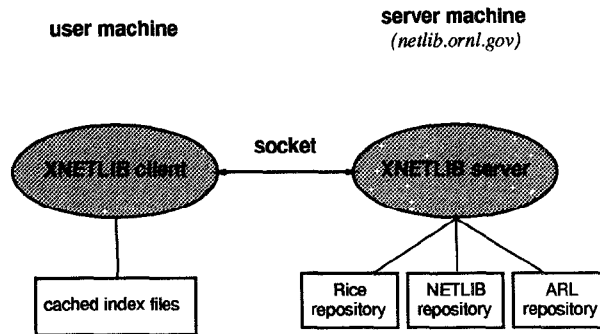 user machine
server machine
(netlib.ornl.gov)
XNETLIB client
socket
XNETLIB server
cached index files
Rice
repository
NETLIB
repository
ARL
repository